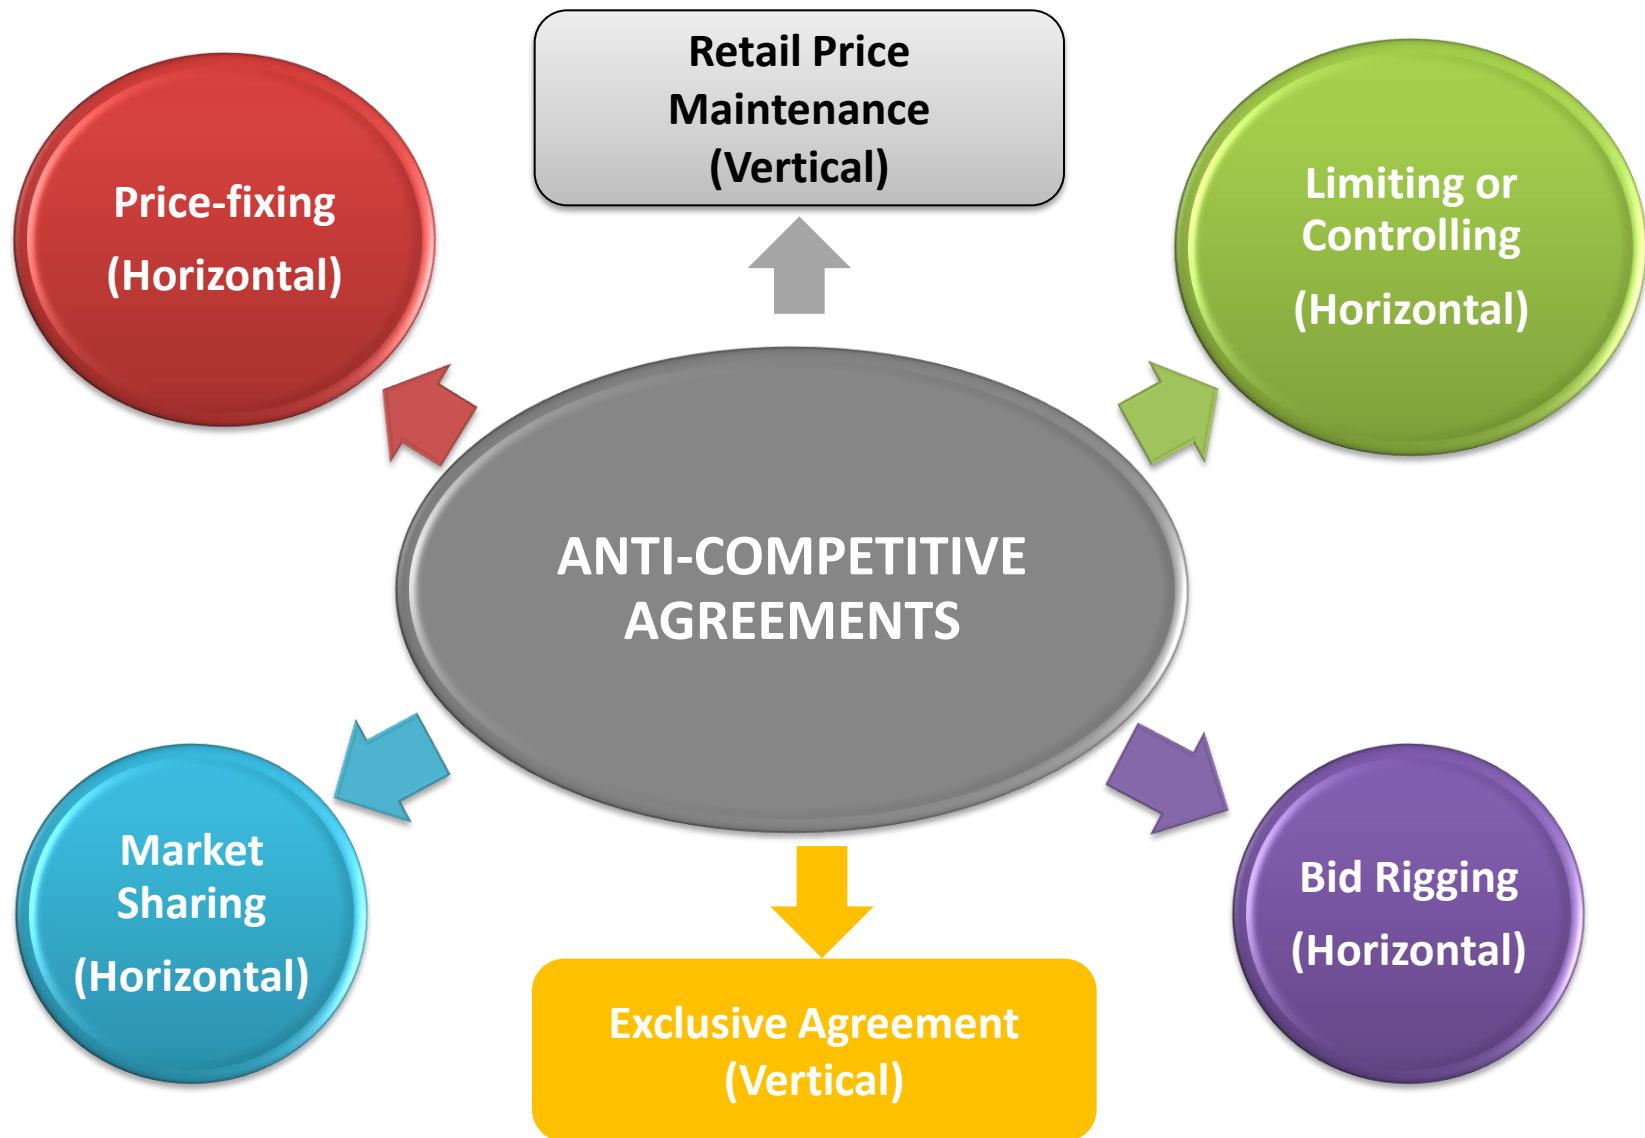 Retail Price
Maintenance
(Vertical)
Price-fixing
(Horizontal)
Limiting or
Controlling
(Horizontal)
ANTI-COMPETITIVE
AGREEMENTS
Market
Sharing
(Horizontal)
Bid Rigging
(Horizontal)
Exclusive Agreement
(Vertical)